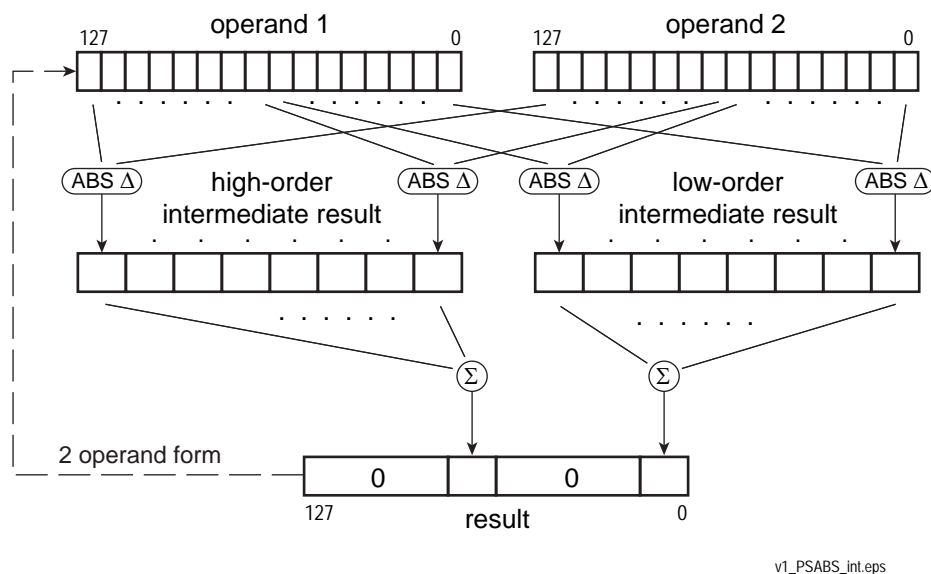 operand 1 operand 2
127 0 127 0
ABS Δ ABS Δ ABS Δ ABS Δ
high-order
intermediate result
low-order
intermediate result
Σ Σ
2 operand form
0 0
127 0
result
v1_PSABS_int.eps